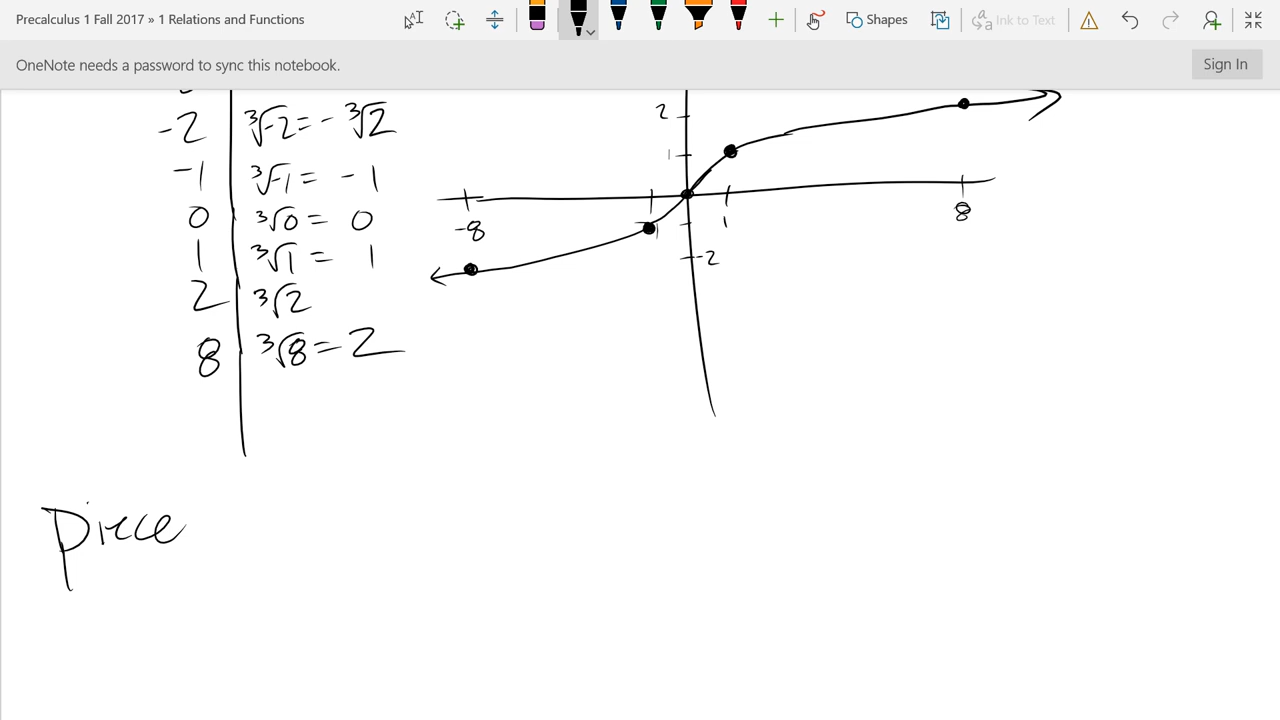 Precalculus 1 Fall 2017 » 1 Relations and Functions
Shapes
Ink to Text
OneNote needs a password to sync this notebook.
Sign In
-2 ∛-2 = -∛2
-1 ∛-1 = -1
0 ∛0 = 0
1 ∛1 = 1
2 ∛2
8 ∛8 = 2
2
1
-8
-1
1
8
-2
piece